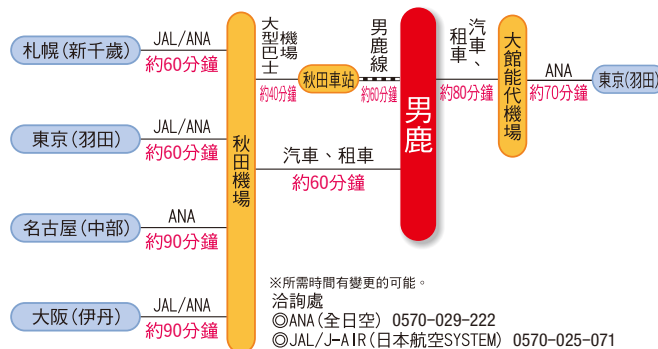 札幌(新千歳)
JAL/ANA
約60分鐘
東京(羽田)
JAL/ANA
約60分鐘
名古屋(中部)
ANA
約90分鐘
大阪(伊丹)
JAL/ANA
約90分鐘
秋田機場
機場
大型巴士
約40分鐘
秋田車站
男鹿線
約60分鐘
汽車、租車
約60分鐘
男鹿
汽車、
租車
約80分鐘
大館能代機場
ANA
約70分鐘
東京(羽田)
※所需時間有變更的可能。
洽詢處
◎ANA(全日空) 0570-029-222
◎JAL/J-AIR(日本航空SYSTEM) 0570-025-071